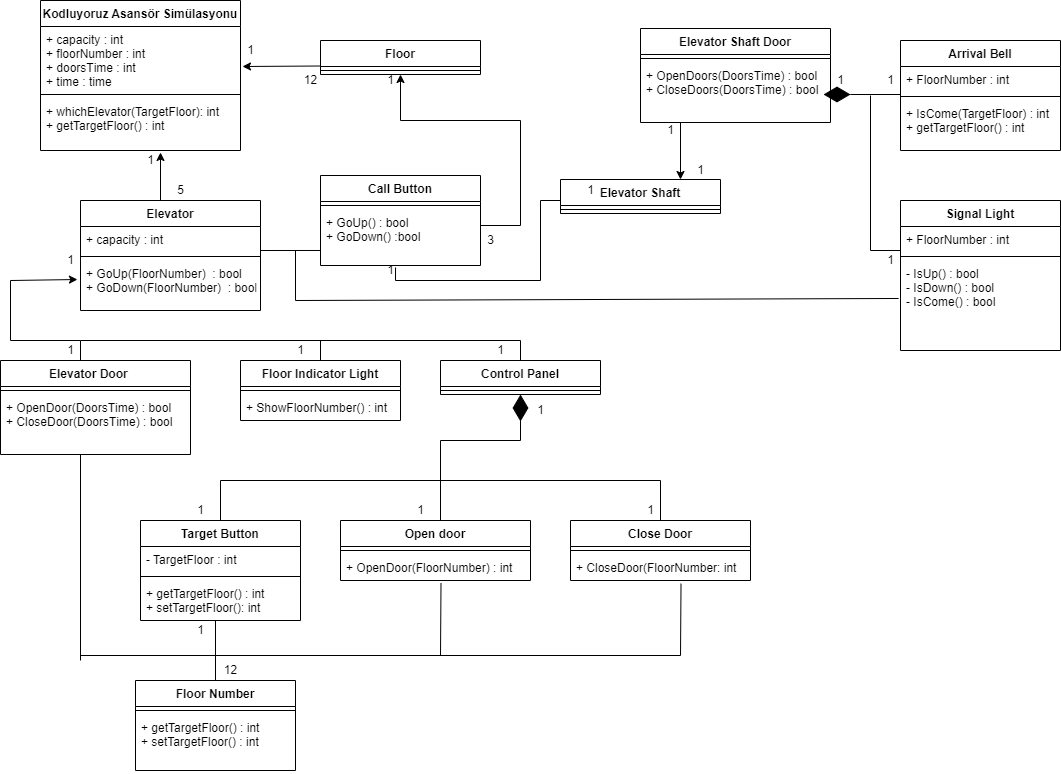 Kodluyoruz Asansör Simülasyonu
+ capacity : int
+ floorNumber : int
+ doorsTime : int
+ time : time
+ whichElevator(TargetFloor): int
+ getTargetFloor() : int
1
12
Floor
1
Elevator Shaft Door
+ OpenDoors(DoorsTime) : bool
+ CloseDoors(DoorsTime) : bool
1
1
1
Arrival Bell
+ FloorNumber : int
+ IsCome(TargetFloor) : int
+ getTargetFloor() : int
1
5
Elevator
+ capacity : int
+ GoUp(FloorNumber) : bool
+ GoDown(FloorNumber) : bool
1
Call Button
+ GoUp() : bool
+ GoDown() :bool
3
1
1
1
Elevator Shaft
Signal Light
+ FloorNumber : int
- IsUp() : bool
- IsDown() : bool
- IsCome() : bool
1
1
Elevator Door
+ OpenDoor(DoorsTime) : bool
+ CloseDoor(DoorsTime) : bool
1
Floor Indicator Light
+ ShowFloorNumber() : int
1
Control Panel
1
1
Target Button
- TargetFloor : int
+ getTargetFloor() : int
+ setTargetFloor(): int
1
1
Open door
+ OpenDoor(FloorNumber) : int
1
Close Door
+ CloseDoor(FloorNumber: int
12
Floor Number
+ getTargetFloor() : int
+ setTargetFloor() : int